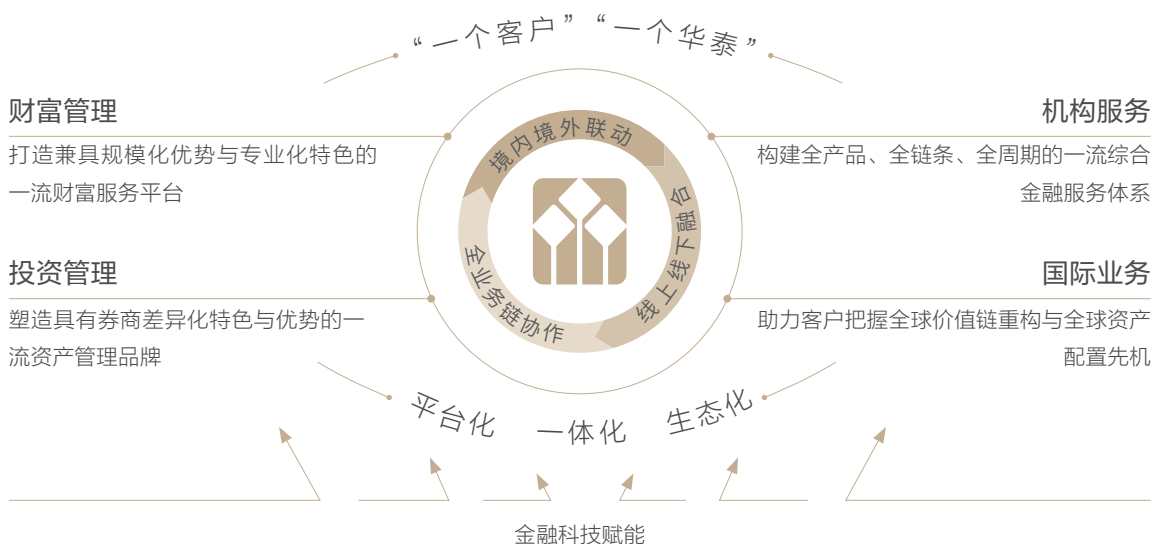 “一个客户”“一个华泰”
财富管理
打造兼具规模化优势与专业化特色的
一流财富服务平台
机构服务
构建全产品、全链条、全周期的一流综合
金融服务体系
境内境外联动
线上线下融合
全业务链协作
投资管理
塑造具有券商差异化特色与优势的一
流资产管理品牌
国际业务
助力客户把握全球价值链重构与全球资产
配置先机
平台化 一体化 生态化
金融科技赋能